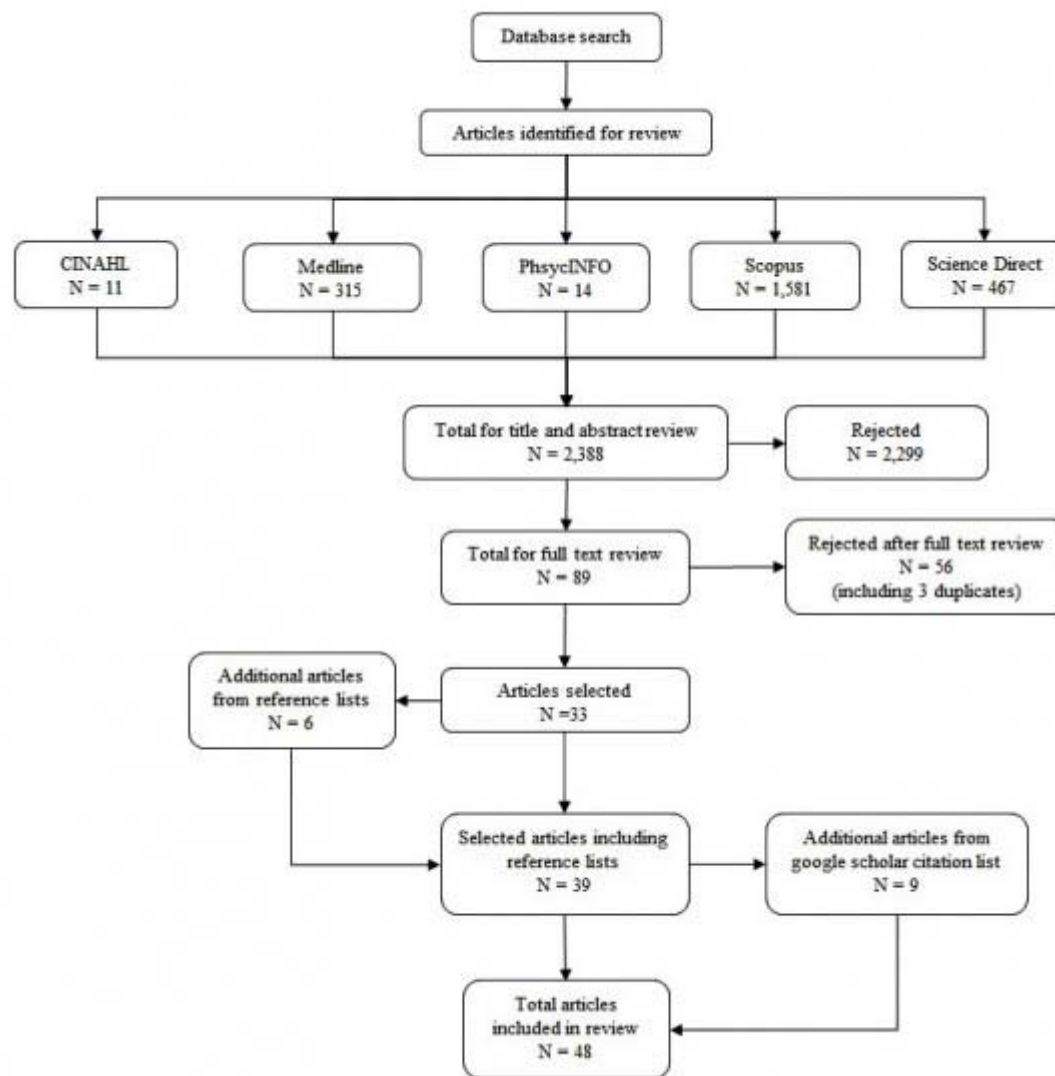 Database search
Articles identified for review
CINAHL
N = 11
Medline
N = 315
PhsycINFO
N = 14
Scopus
N = 1,581
Science Direct
N = 467
Total for title and abstract review
N = 2,388
Rejected
N = 2,299
Total for full text review
N = 89
Rejected after full text review
N = 56
(including 3 duplicates)
Additional articles
from reference lists
N = 6
Articles selected
N =33
Selected articles including
reference lists
N = 39
Additional articles from
google scholar citation list
N = 9
Total articles
included in review
N = 48